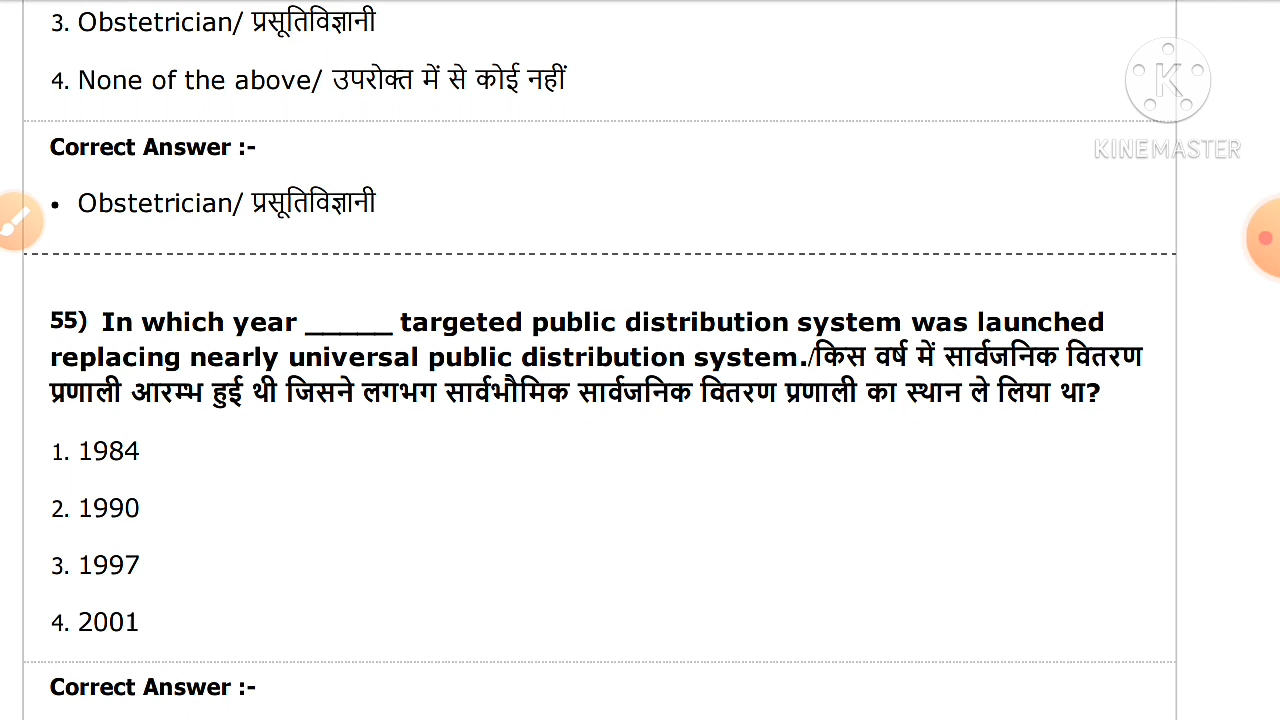 3. Obstetrician/ प्रसूतिविज्ञानी
4. None of the above/ उपरोक्त में से कोई नहीं
K
KINEMASTER
Correct Answer :-
• Obstetrician/ प्रसूतिविज्ञानी
55) In which year _____ targeted public distribution system was launched
replacing nearly universal public distribution system./किस वर्ष में सार्वजनिक वितरण
प्रणाली आरम्भ हुई थी जिसने लगभग सार्वभौमिक सार्वजनिक वितरण प्रणाली का स्थान ले लिया था?
1. 1984
2. 1990
3. 1997
4. 2001
Correct Answer :-